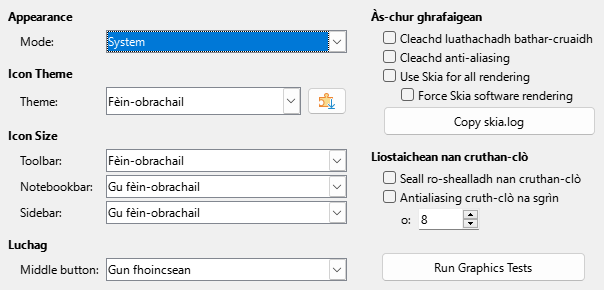 Appearance
Mode: System
Icon Theme
Theme: Fèin-obrachail
Icon Size
Toolbar: Fèin-obrachail
Notebookbar: Gu fèin-obrachail
Sidebar: Gu fèin-obrachail
Luchag
Middle button: Gun fhoincsean
Às-chur ghrafaigean
Cleachd luathachadh bathar-cruaidh
Cleachd anti-aliasing
Use Skia for all rendering
Force Skia software rendering
Copy skia.log
Liostaichean nan cruthan-clò
Seall ro-shealladh nan cruthan-clò
Antialiasing cruth-clò na sgrìn
o: 8
Run Graphics Tests